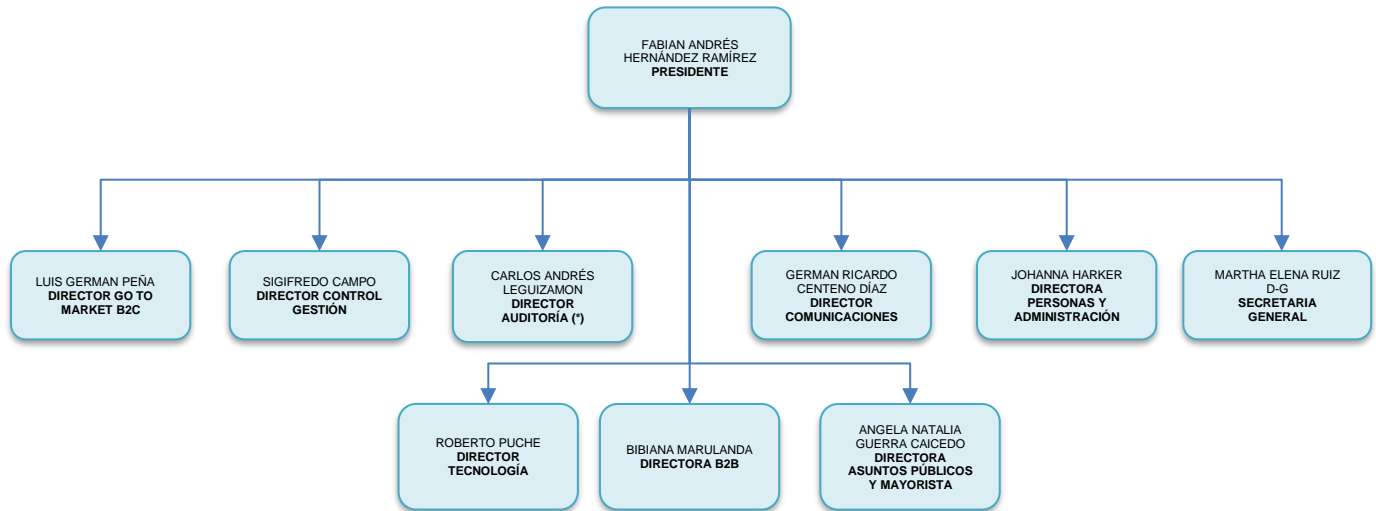 FABIAN ANDRÉS
HERNÁNDEZ RAMÍREZ
PRESIDENTE
LUIS GERMAN PEÑA
DIRECTOR GO TO
MARKET B2C
SIGIFREDO CAMPO
DIRECTOR CONTROL
GESTIÓN
CARLOS ANDRÉS
LEGUIZAMON
DIRECTOR
AUDITORÍA (*)
GERMAN RICARDO
CENTENO DÍAZ
DIRECTOR
COMUNICACIONES
JOHANNA HARKER
DIRECTORA
PERSONAS Y
ADMINISTRACIÓN
MARTHA ELENA RUIZ
D-G
SECRETARIA
GENERAL
ROBERTO PUCHE
DIRECTOR
TECNOLOGÍA
BIBIANA MARULANDA
DIRECTORA B2B
ANGELA NATALIA
GUERRA CAICEDO
DIRECTORA
ASUNTOS PÚBLICOS
Y MAYORISTA